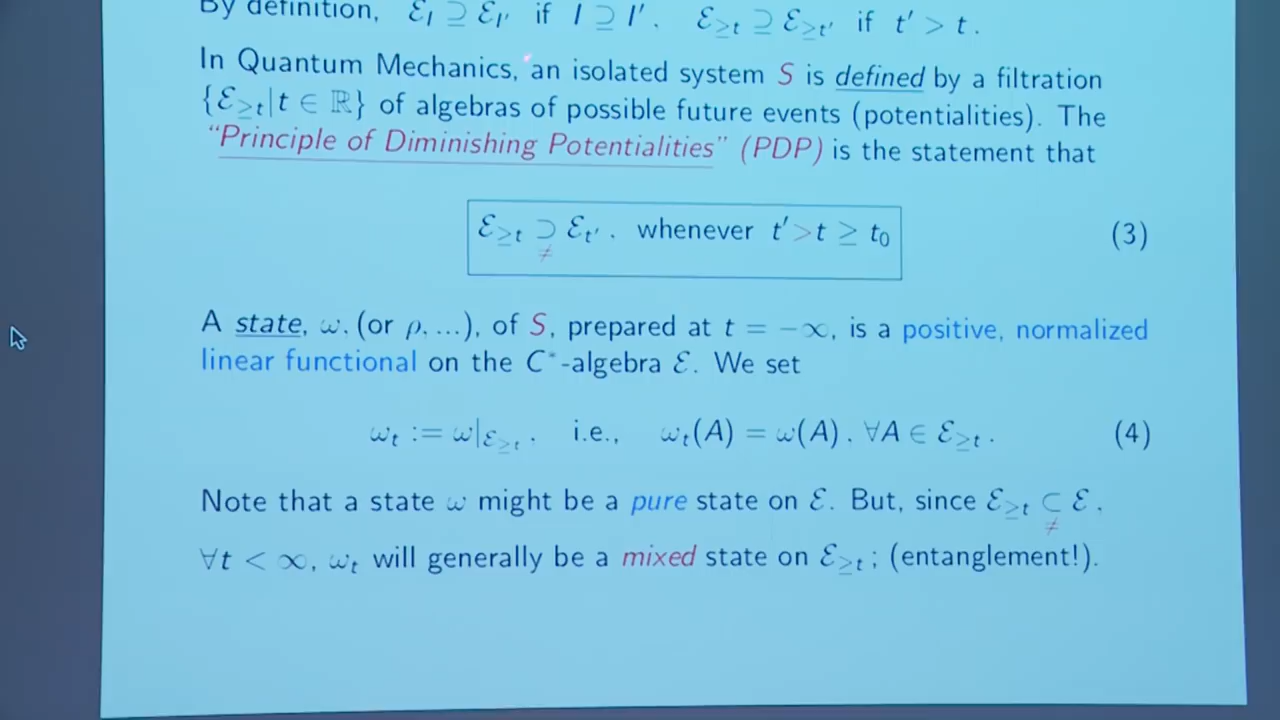 By definition, ℰ_I ⊇ ℰ_I′ if I ⊇ I′. ℰ_≥t ⊇ ℰ_≥t′ if t′ > t.
In Quantum Mechanics, an isolated system S is defined by a filtration
{ℰ_≥t|t ∈ ℝ} of algebras of possible future events (potentialities). The
“Principle of Diminishing Potentialities” (PDP) is the statement that
ℰ_≥t ⊋ ℰ_t′. whenever t′>t ≥ t₀ (3)
A state, ω, (or ρ, ...), of S, prepared at t = −∞, is a positive, normalized
linear functional on the C*-algebra ℰ. We set
ω_t := ω|_ℰ≥t. i.e., ω_t(A) = ω(A). ∀A ∈ ℰ_≥t. (4)
Note that a state ω might be a pure state on ℰ. But, since ℰ_≥t ⊊ ℰ.
∀t < ∞, ω_t will generally be a mixed state on ℰ_≥t; (entanglement!).